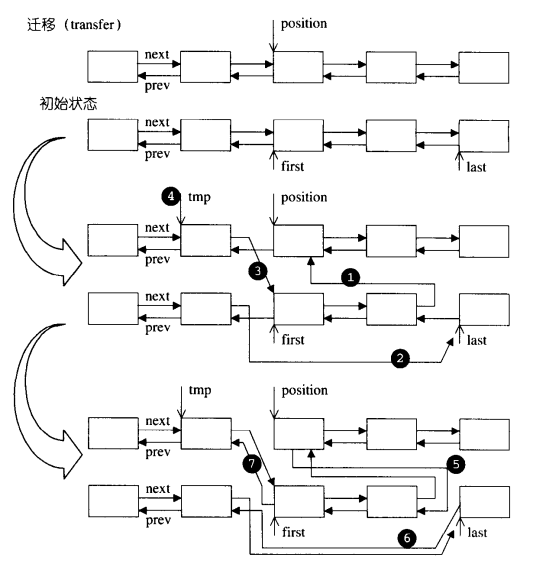 迁移（transfer）
position
next
prev
初始状态
next
prev
first
last
4
tmp
position
next
prev
3
1
next
prev
first
last
2
tmp
position
next
prev
7
5
next
prev
first
last
6